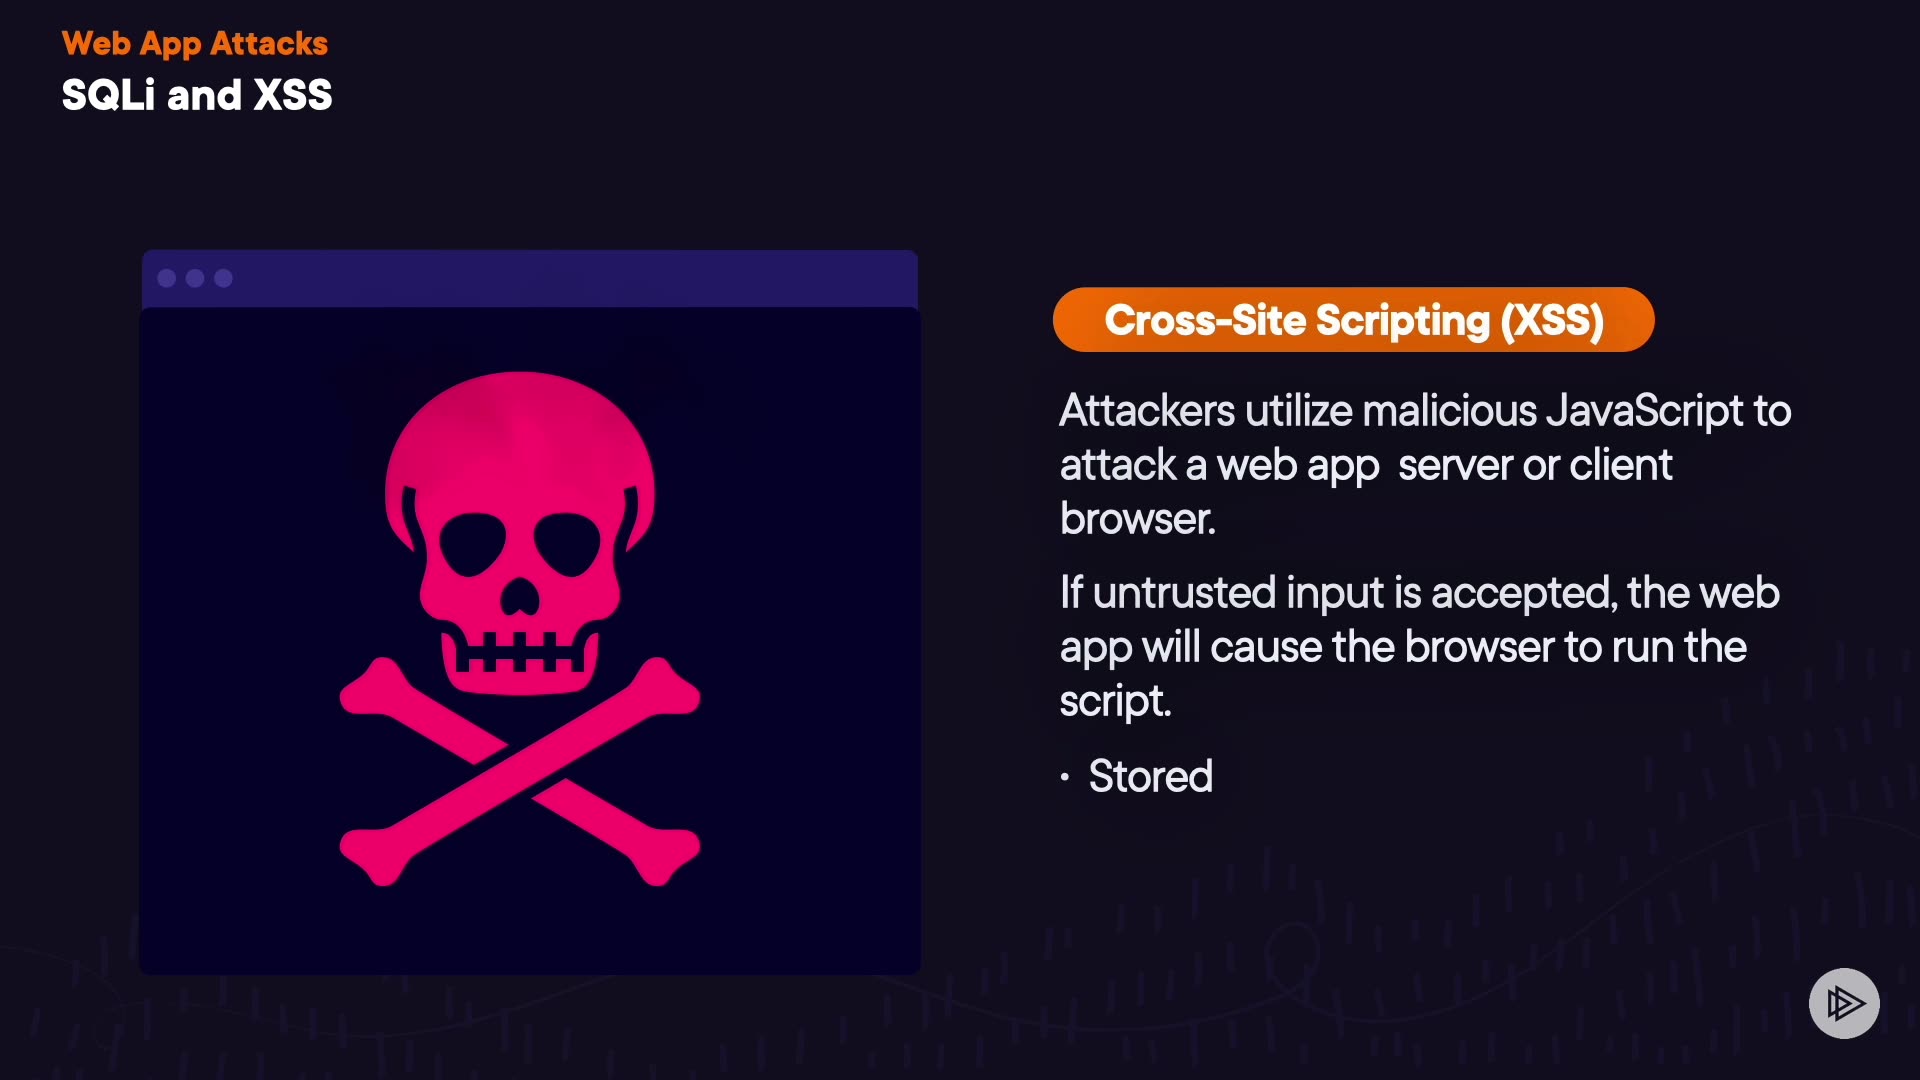 Web App Attacks
SQLi and XSS
Cross-Site Scripting (XSS)
Attackers utilize malicious JavaScript to
attack a web app  server or client
browser.
If untrusted input is accepted, the web
app will cause the browser to run the
script.
• Stored